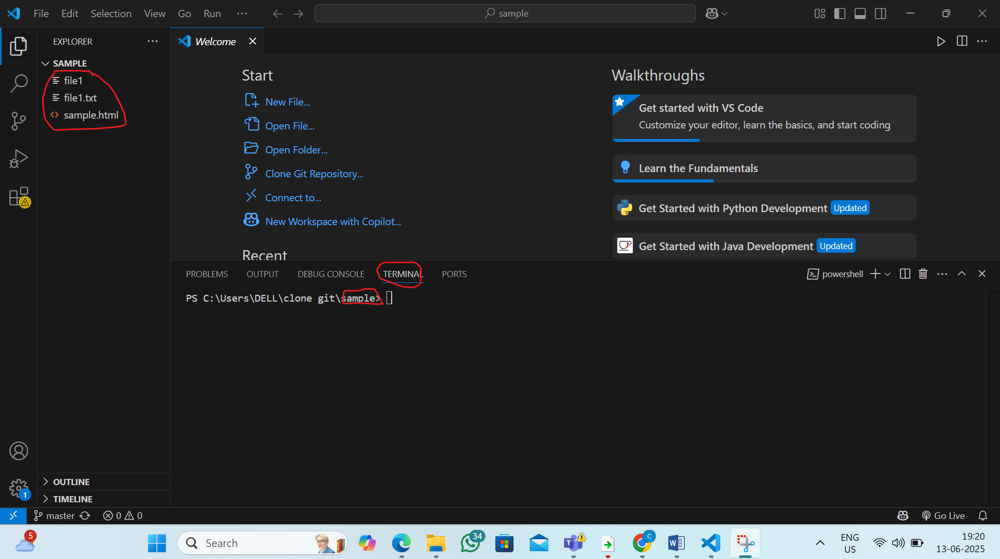 File Edit Selection View Go Run ··· sample
EXPLORER ···
SAMPLE
file1
file1.txt
sample.html
Welcome
Start
New File...
Open File...
Open Folder...
Clone Git Repository...
Connect to...
New Workspace with Copilot...
Recent
Walkthroughs
Get started with VS Code
Customize your editor, learn the basics, and start coding
Learn the Fundamentals
Get Started with Python Development Updated
Get Started with Java Development Updated
PROBLEMS OUTPUT DEBUG CONSOLE TERMINAL PORTS powershell
PS C:\Users\DELL\clone git\sample>
OUTLINE
TIMELINE
1
master 0 0 Go Live
5 Search 34 T C W ENG 19:20
US 13-06-2025